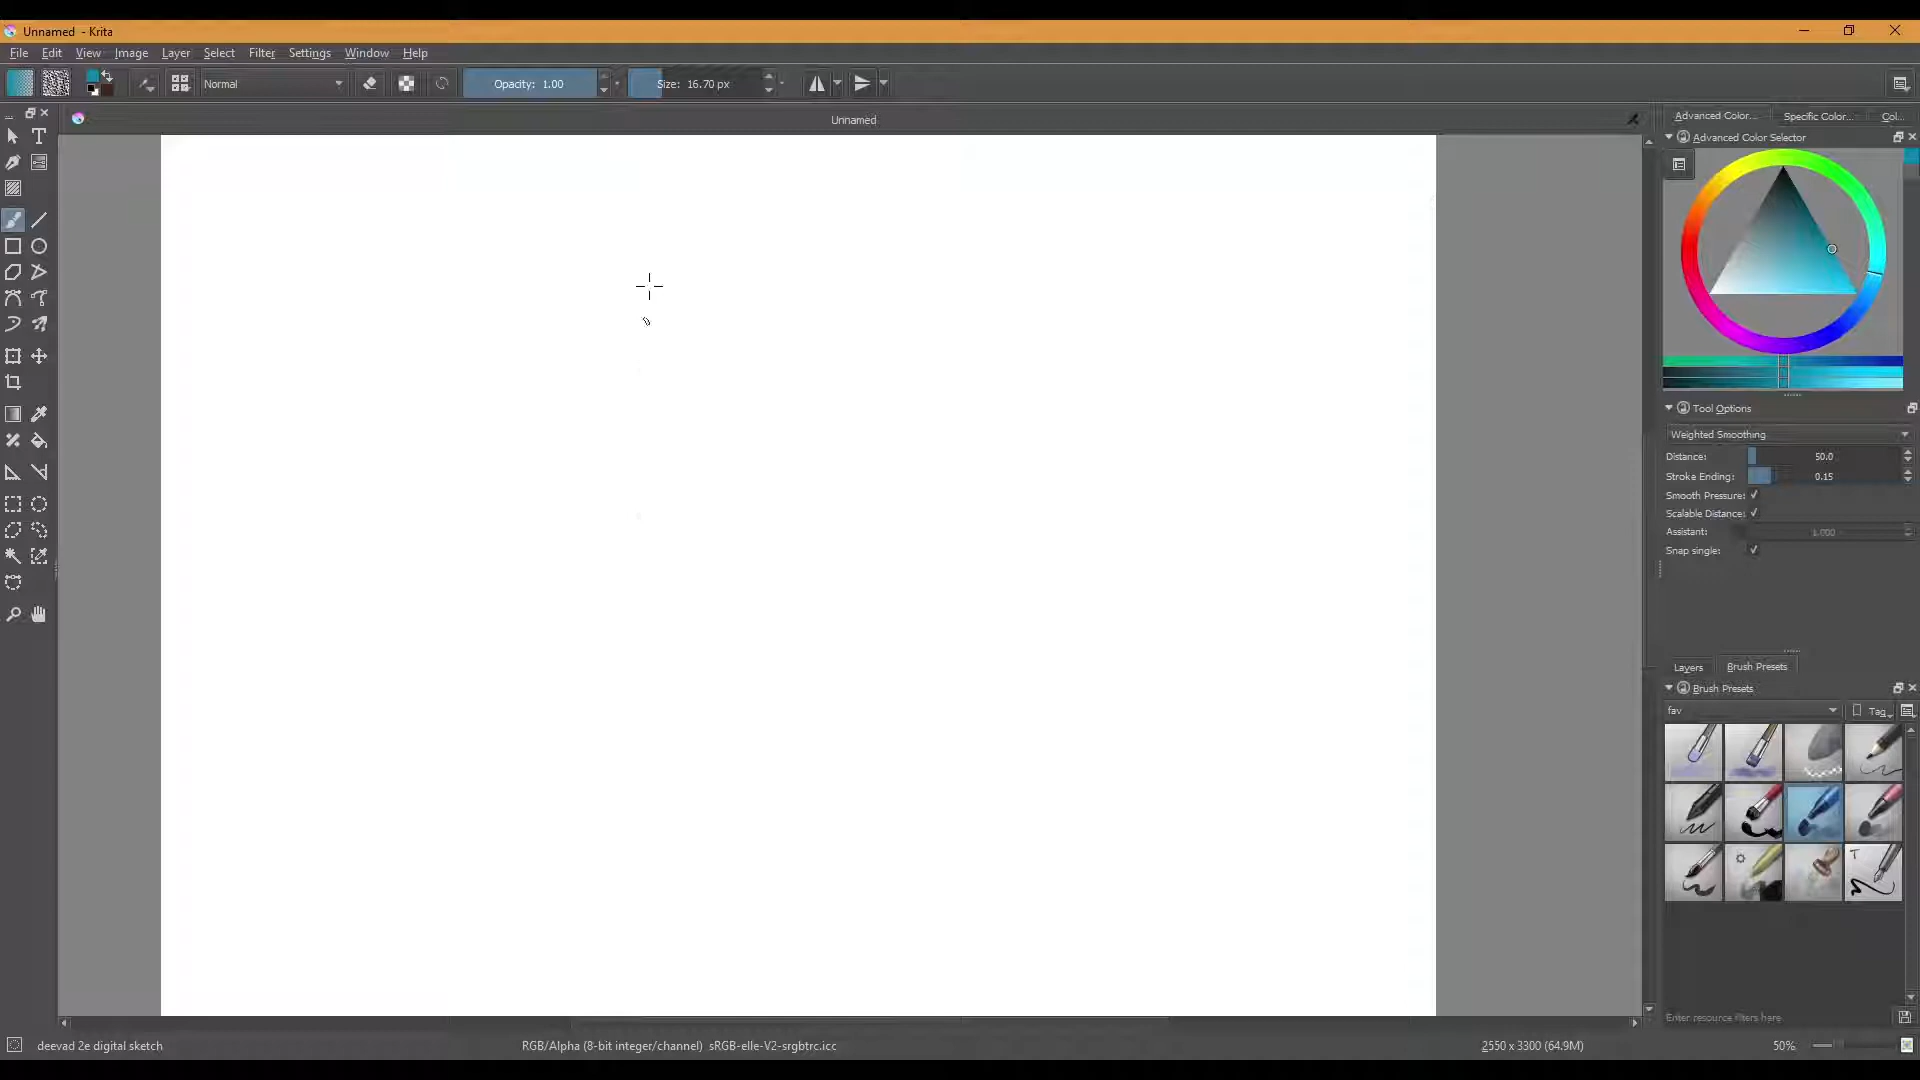 Unnamed - Krita
File Edit View Image Layer Select Filter Settings Window Help
Normal
Opacity: 1.00
Size: 16.70 px
Unnamed
Advanced Color... Specific Color... Col...
Advanced Color Selector
Tool Options
Weighted Smoothing
Distance: 50.0
Stroke Ending: 0.15
Smooth Pressure:
Scalable Distance:
Assistant: 1.000
Snap single:
Layers Brush Presets
Brush Presets
fav
Tag
T
Enter resource filters here
deevad 2e digital sketch
RGB/Alpha (8-bit integer/channel) sRGB-elle-V2-srgbtrc.icc
2550 x 3300 (64.9M)
50%